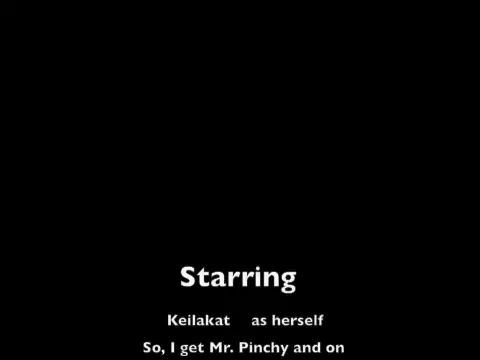 Starring
Keilakat as herself
So, I get Mr. Pinchy and on